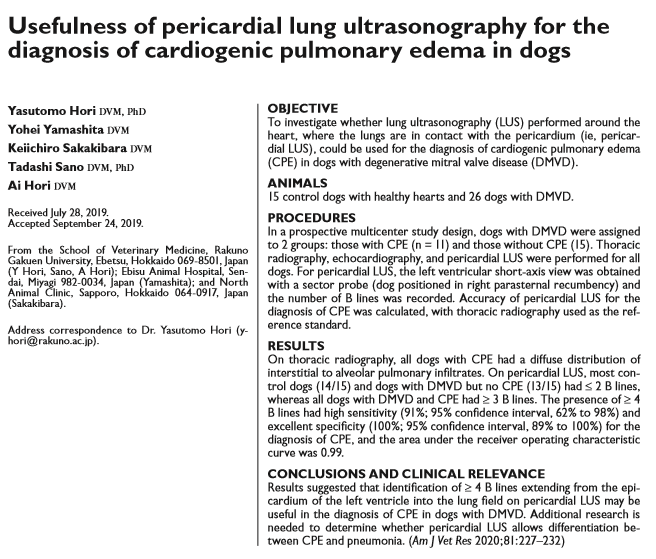 Usefulness of pericardial lung ultrasonography for the
diagnosis of cardiogenic pulmonary edema in dogs
Yasutomo Hori DVM, PhD
Yohei Yamashita DVM
Keiichiro Sakakibara DVM
Tadashi Sano DVM, PhD
Ai Hori DVM
Received July 28, 2019.
Accepted September 24, 2019.
From the School of Veterinary Medicine, Rakuno
Gakuen University, Ebetsu, Hokkaido 069-8501, Japan
(Y Hori, Sano, A Hori); Ebisu Animal Hospital, Sen-
dai, Miyagi 982-0034, Japan (Yamashita); and North
Animal Clinic, Sapporo, Hokkaido 064-0917, Japan
(Sakakibara).
Address correspondence to Dr. Yasutomo Hori (y-
hori@rakuno.ac.jp).
OBJECTIVE
To investigate whether lung ultrasonography (LUS) performed around the
heart, where the lungs are in contact with the pericardium (ie, pericar-
dial LUS), could be used for the diagnosis of cardiogenic pulmonary edema
(CPE) in dogs with degenerative mitral valve disease (DMVD).
ANIMALS
15 control dogs with healthy hearts and 26 dogs with DMVD.
PROCEDURES
In a prospective multicenter study design, dogs with DMVD were assigned
to 2 groups: those with CPE (n = 11) and those without CPE (15). Thoracic
radiography, echocardiography, and pericardial LUS were performed for all
dogs. For pericardial LUS, the left ventricular short-axis view was obtained
with a sector probe (dog positioned in right parasternal recumbency) and
the number of B lines was recorded. Accuracy of pericardial LUS for the
diagnosis of CPE was calculated, with thoracic radiography used as the ref-
erence standard.
RESULTS
On thoracic radiography, all dogs with CPE had a diffuse distribution of
interstitial to alveolar pulmonary infiltrates. On pericardial LUS, most con-
trol dogs (14/15) and dogs with DMVD but no CPE (13/15) had ≤ 2 B lines,
whereas all dogs with DMVD and CPE had ≥ 3 B lines. The presence of ≥ 4
B lines had high sensitivity (91%; 95% confidence interval, 62% to 98%) and
excellent specificity (100%; 95% confidence interval, 89% to 100%) for the
diagnosis of CPE, and the area under the receiver operating characteristic
curve was 0.99.
CONCLUSIONS AND CLINICAL RELEVANCE
Results suggested that identification of ≥ 4 B lines extending from the epi-
cardium of the left ventricle into the lung field on pericardial LUS may be
useful in the diagnosis of CPE in dogs with DMVD. Additional research is
needed to determine whether pericardial LUS allows differentiation be-
tween CPE and pneumonia. (Am J Vet Res 2020;81:227–232)